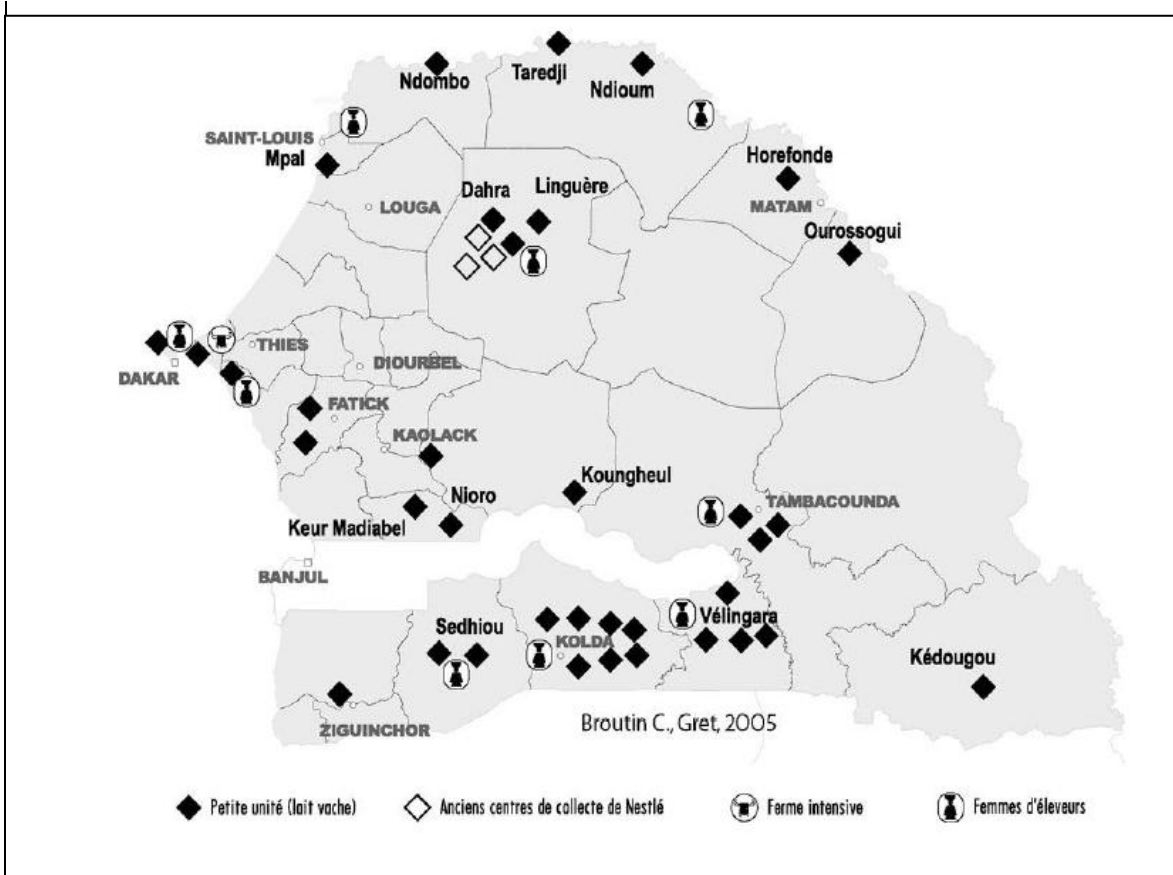 Ndombo
Taredji
Ndioum
SAINT-LOUIS
Mpal
Horefonde
Dahra
Linguère
LOUGA
MATAM
Ourossogui
THIES
DAKAR
DIOURBEL
FATICK
KAOLACK
Koungheul
Nioro
TAMBACOUNDA
Keur Madiabel
BANJUL
Sedhiou
Vélingara
KOLDA
Kédougou
ZIGUINCHOR
Broutin C., Gret, 2005
Petite unité (lait vache)
Anciens centres de collecte de Nestlé
Ferme intensive
Femmes d'éleveurs